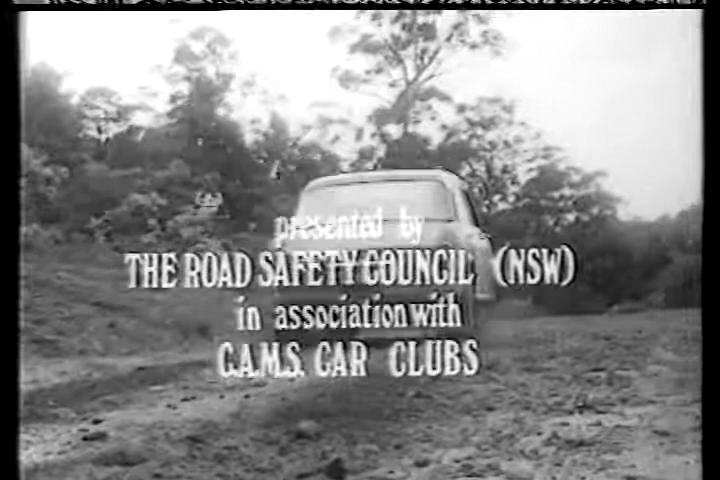 presented by
THE ROAD SAFETY COUNCIL (NSW)
in association with
C.A.M.S. CAR CLUBS